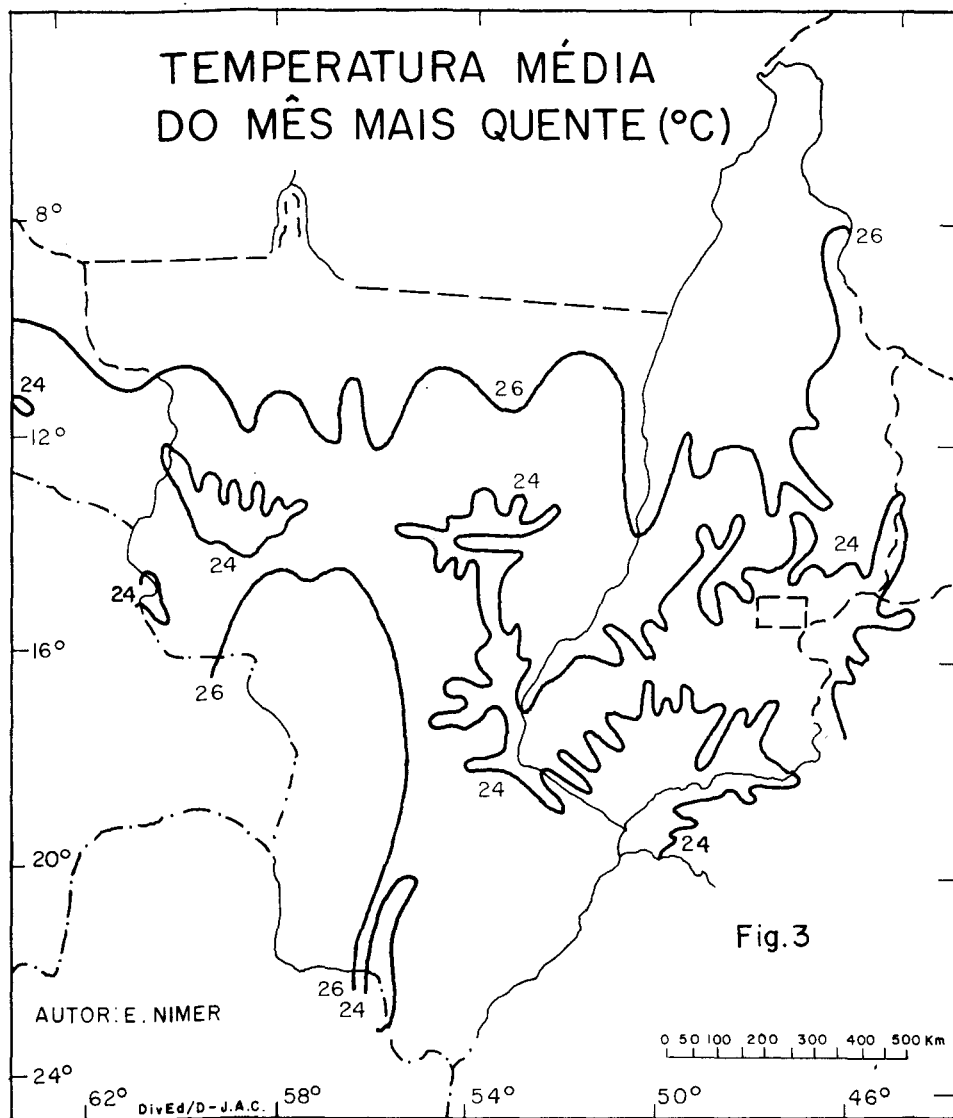 TEMPERATURA MÉDIA
DO MÊS MAIS QUENTE (°C)
8°
26
24
26
12°
24
24
24
24
16°
26
24
20°
24
Fig. 3
26
24
AUTOR: E. NIMER
0 50 100 200 300 400 500 Km
24°
62° 58° 54° 50° 46°
DivEd/D-J.A.C.